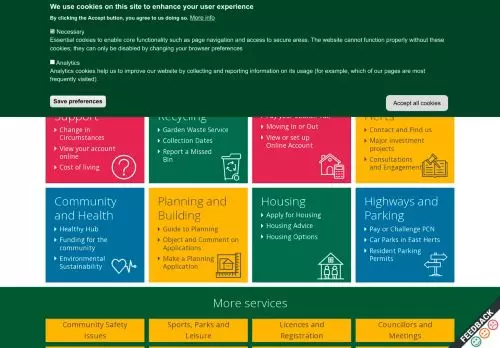 We use cookies on this site to enhance your user experience
By clicking the Accept button, you agree to us doing so. More info
Necessary
Essential cookies to enable core functionality such as page navigation and access to secure areas. The website cannot function properly without these
cookies; they can only be disabled by changing your browser preferences
Analytics
Analytics cookies help us to improve our website by collecting and reporting information on its usage (for example, which of our pages are most
frequently visited).
Save preferences
Accept all cookies
Support
Change in
Circumstances
View your account
online
Cost of living
Recycling
Garden Waste Service
Collection Dates
Report a Missed
Bin
Moving In or Out
View or set up
Online Account
Herts
Contact and Find us
Major investment
projects
Consultations
and Engagement
Community
and Health
Healthy Hub
Funding for the
community
Environmental
Sustainability
Planning and
Building
Guide to Planning
Object and Comment on
Applications
Make a Planning
Application
Housing
Apply for Housing
Housing Advice
Housing Options
Highways and
Parking
Pay or Challenge PCN
Car Parks in East Herts
Resident Parking
Permits
More services
Community Safety
Issues
Sports, Parks and
Leisure
Licences and
Registration
Councillors and
Meetings
FEEDBACK